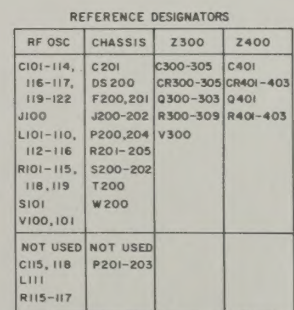 REFERENCE DESIGNATORS
RF OSC CHASSIS Z300 Z400
C101-114, C201 C300-305 C401
116-117, DS200 CR300-305 CR401-403
119-122 F200,201 Q300-303 Q401
J100 J200-202 R300-309 R401-403
L101-110, P200,204 V300
112-116 R201-205
R101-115, S200-202
118,119 T200
S101 W200
V100,101
NOT USED NOT USED
C115, 118 P201-203
L111
R115-117